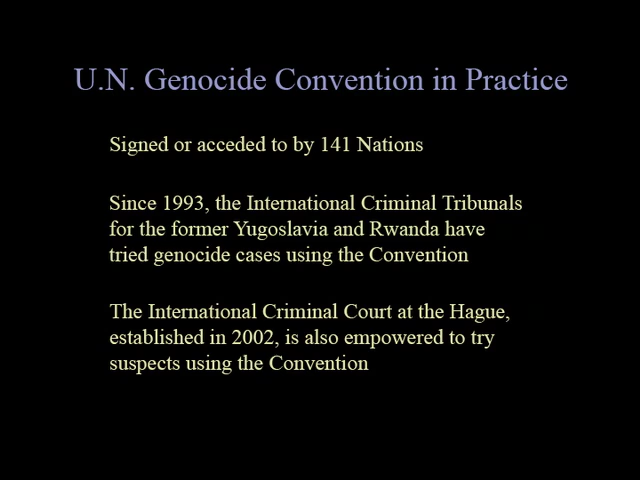 U.N. Genocide Convention in Practice
Signed or acceded to by 141 Nations
Since 1993, the International Criminal Tribunals
for the former Yugoslavia and Rwanda have
tried genocide cases using the Convention
The International Criminal Court at the Hague,
established in 2002, is also empowered to try
suspects using the Convention